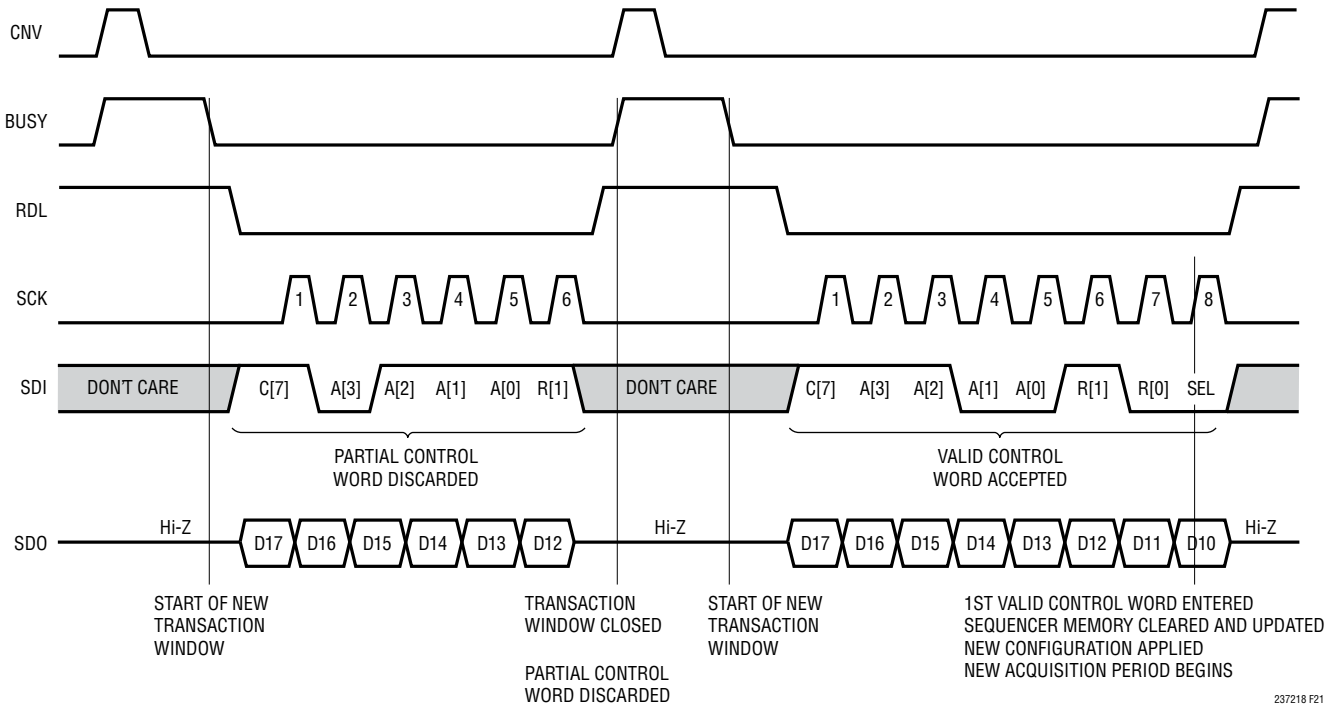 CNV
BUSY
RDL
SCK
1 2 3 4 5 6 1 2 3 4 5 6 7 8
SDI
DON'T CARE C[7] A[3] A[2] A[1] A[0] R[1] DON'T CARE C[7] A[3] A[2] A[1] A[0] R[1] R[0] SEL
PARTIAL CONTROL
WORD DISCARDED
VALID CONTROL
WORD ACCEPTED
SDO
Hi-Z D17 D16 D15 D14 D13 D12 Hi-Z D17 D16 D15 D14 D13 D12 D11 D10 Hi-Z
START OF NEW
TRANSACTION
WINDOW
TRANSACTION
WINDOW CLOSED
PARTIAL CONTROL
WORD DISCARDED
START OF NEW
TRANSACTION
WINDOW
1ST VALID CONTROL WORD ENTERED
SEQUENCER MEMORY CLEARED AND UPDATED
NEW CONFIGURATION APPLIED
NEW ACQUISITION PERIOD BEGINS
237218 F21